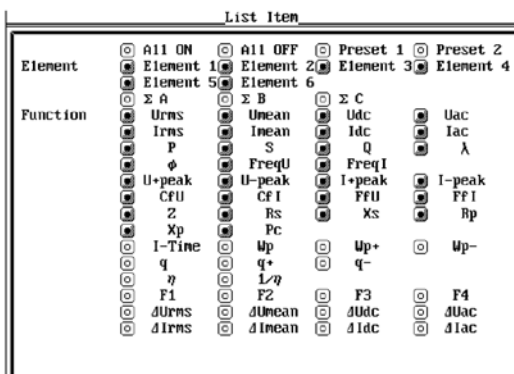 List Item
All ON All OFF Preset 1 Preset 2
Element Element 1 Element 2 Element 3 Element 4
Element 5 Element 6
Σ A Σ B Σ C
Function Urms Umean Udc Uac
Irms Imean Idc Iac
P S Q λ
ϕ FreqU FreqI
U+peak U-peak I+peak I-peak
CfU CfI FfU FfI
Z Rs Xs Rp
Xp Pc
I-Time Wp Wp+ Wp-
q q+ q-
η 1/η
F1 F2 F3 F4
ΔUrms ΔUmean ΔUdc ΔUac
ΔIrms ΔImean ΔIdc ΔIac